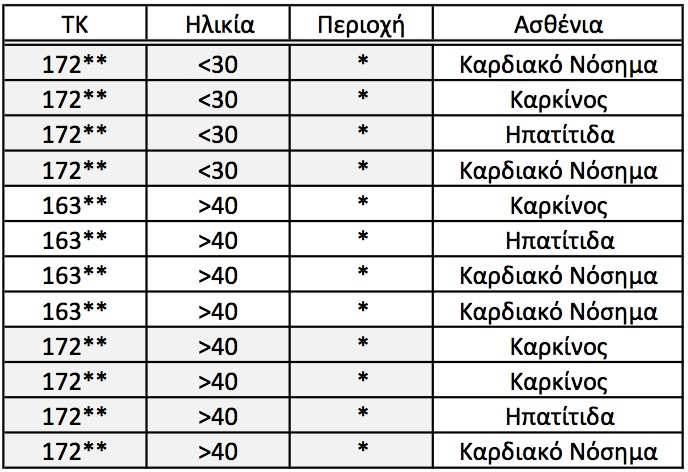 ΤΚ Ηλικία Περιοχή Ασθένια
172** <30 * Καρδιακό Νόσημα
172** <30 * Καρκίνος
172** <30 * Ηπατίτιδα
172** <30 * Καρδιακό Νόσημα
163** >40 * Καρκίνος
163** >40 * Ηπατίτιδα
163** >40 * Καρδιακό Νόσημα
163** >40 * Καρδιακό Νόσημα
172** >40 * Καρκίνος
172** >40 * Καρκίνος
172** >40 * Ηπατίτιδα
172** >40 * Καρδιακό Νόσημα